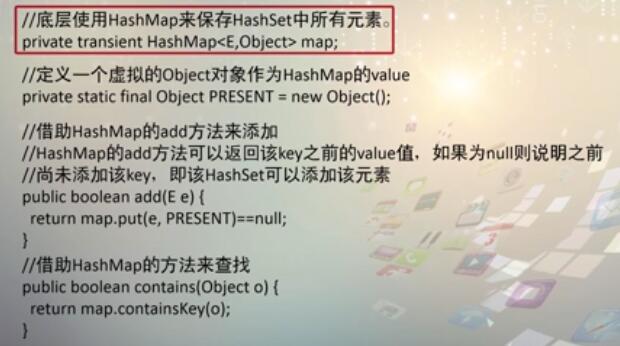 //底层使用HashMap来保存HashSet中所有元素。
private transient HashMap<E,Object> map;
//定义一个虚拟的Object对象作为HashMap的value
private static final Object PRESENT = new Object();
//借助HashMap的add方法来添加
//HashMap的add方法可以返回该key之前的value值，如果为null则说明之前
//尚未添加该key，即该HashSet可以添加该元素
public boolean add(E e) {
return map.put(e, PRESENT)==null;
}
//借助HashMap的方法来查找
public boolean contains(Object o) {
return map.containsKey(o);
}